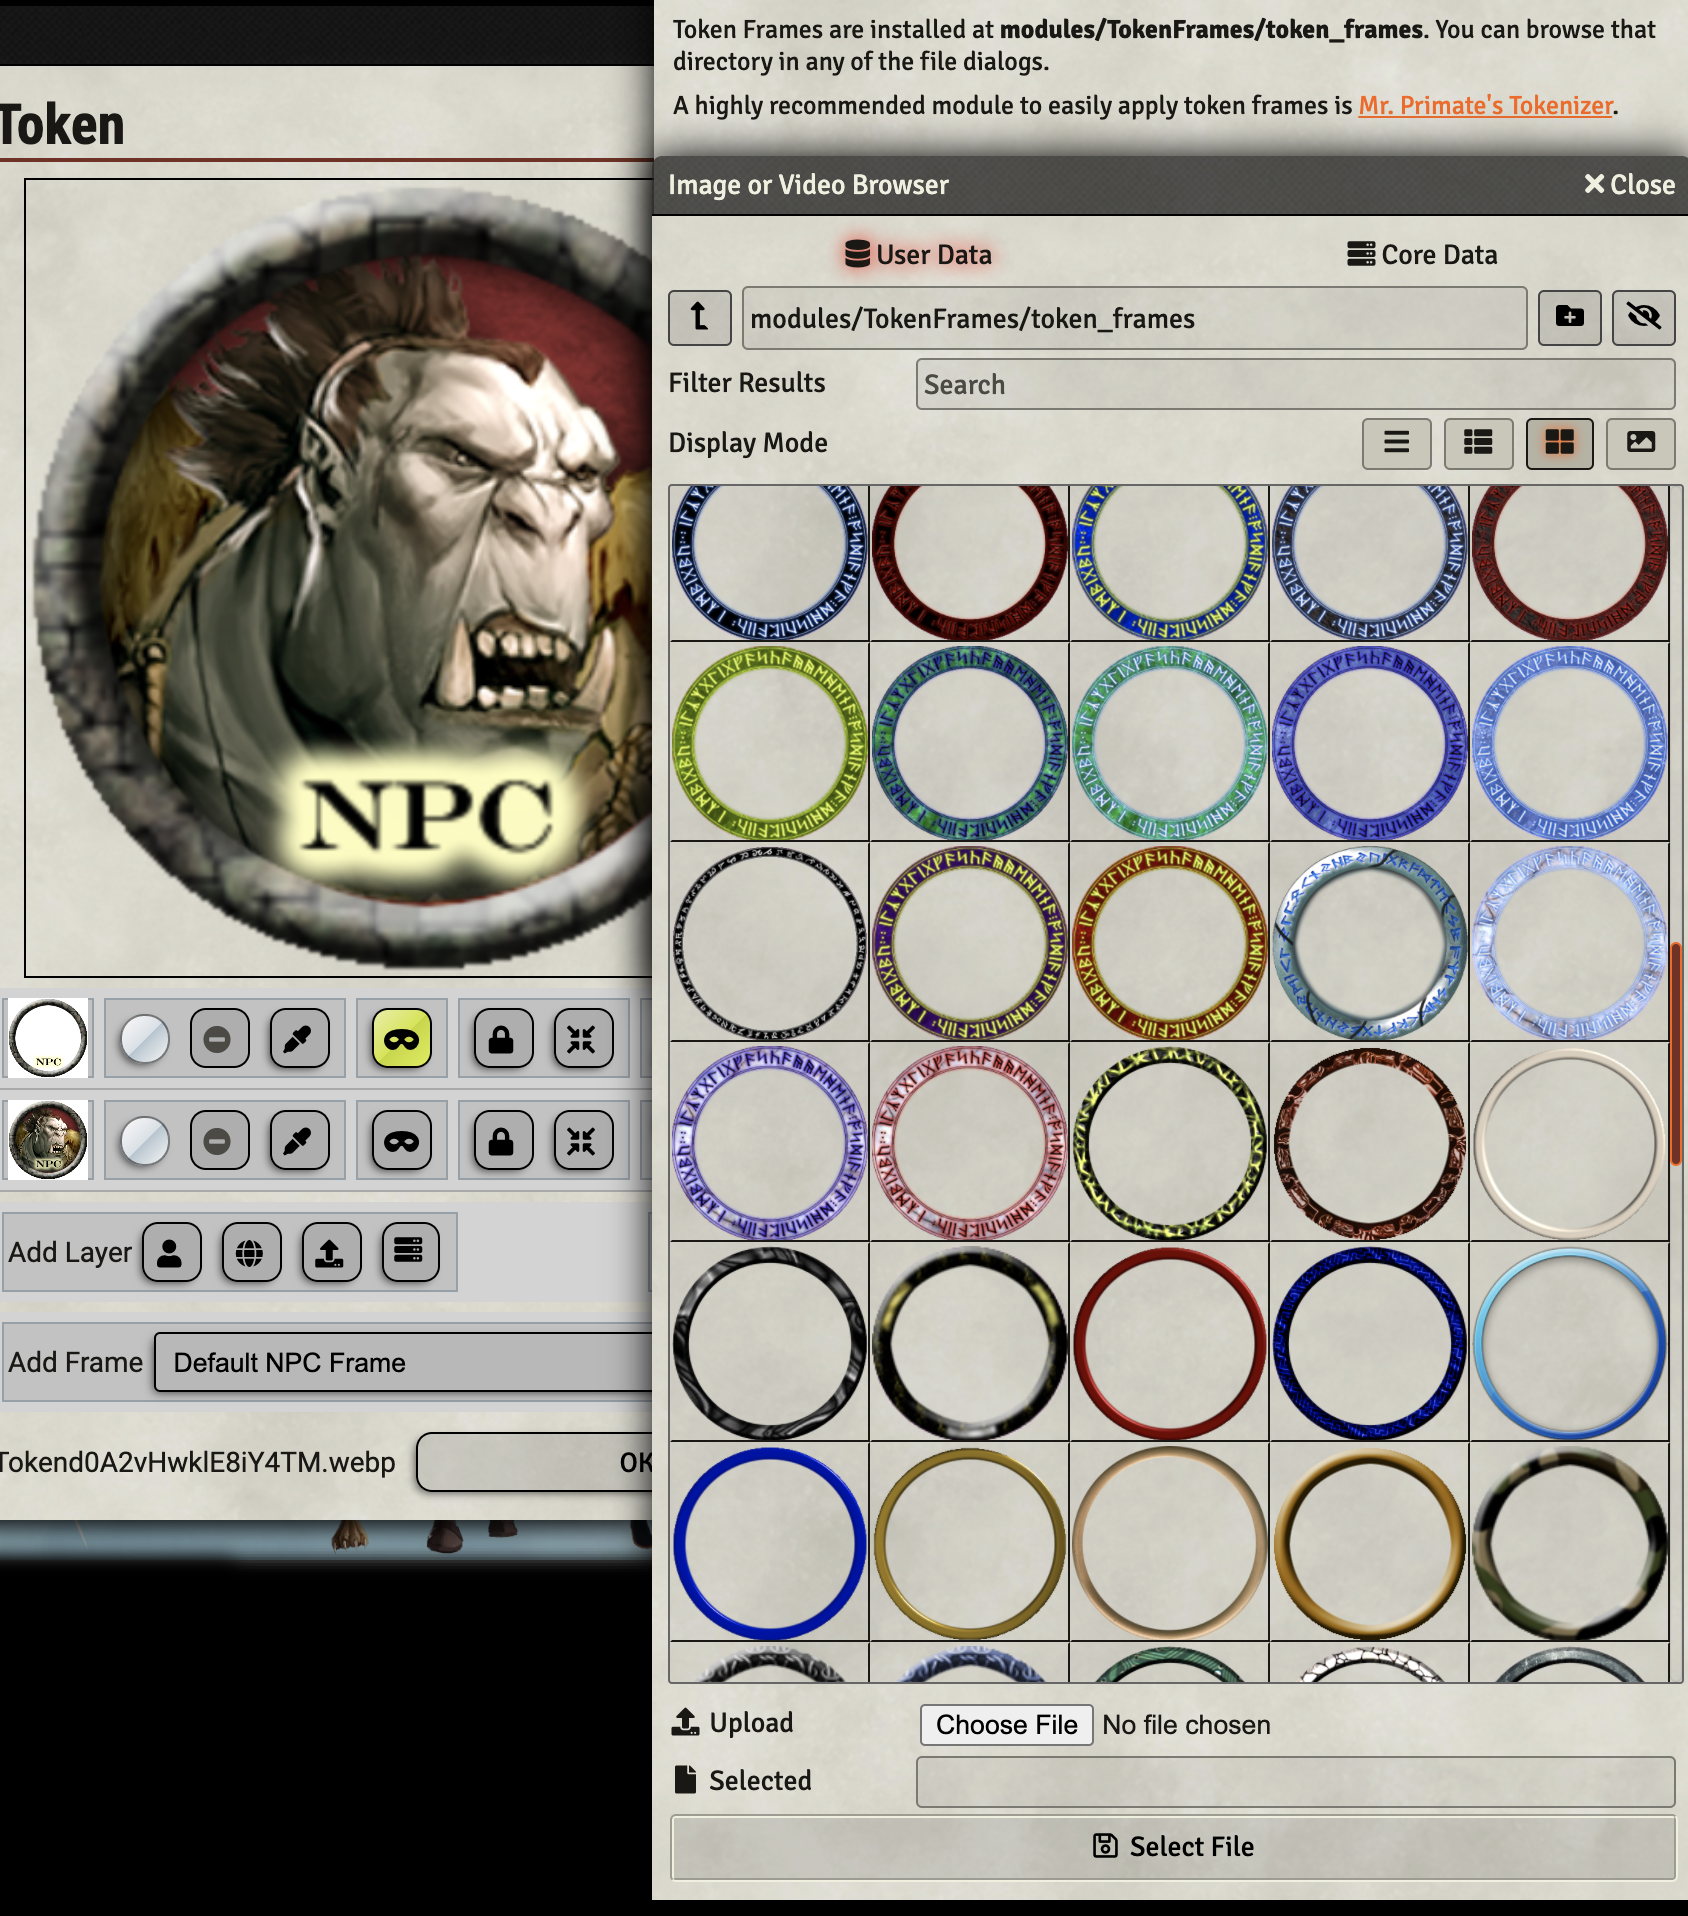 Token Frames are installed at modules/TokenFrames/token_frames. You can browse that
directory in any of the file dialogs.
A highly recommended module to easily apply token frames is Mr. Primate's Tokenizer.
Token
NPC
NPC
NPC
Add Layer
Add Frame Default NPC Frame
Tokend0A2vHwklE8iY4TM.webp OK
Image or Video Browser Close
User Data Core Data
modules/TokenFrames/token_frames
Filter Results Search
Display Mode
Upload Choose File No file chosen
Selected
Select File